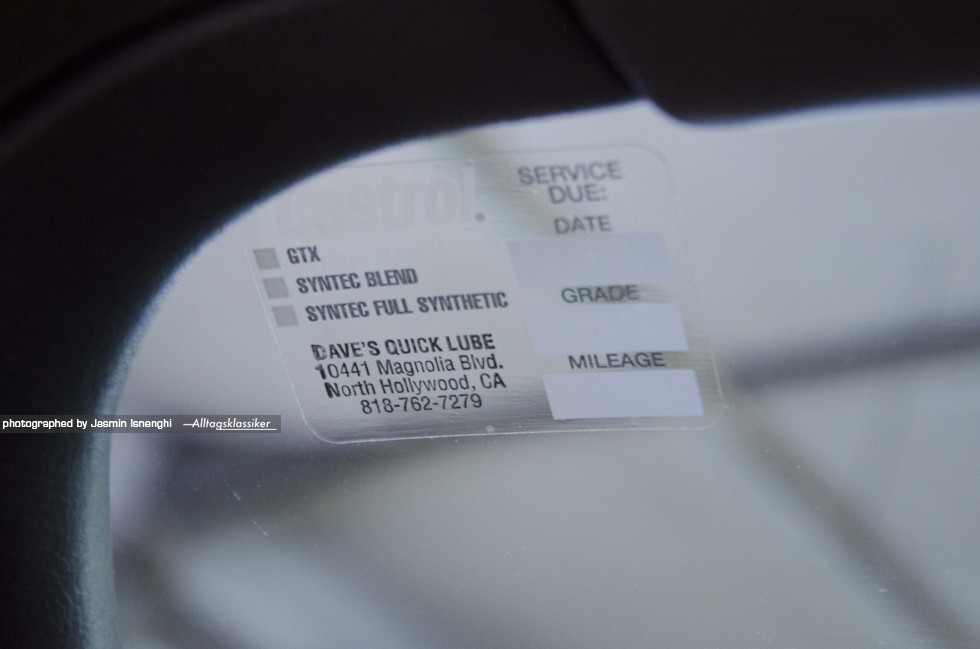 Castrol®
SERVICE
DUE:
DATE
GTX
SYNTEC BLEND
SYNTEC FULL SYNTHETIC
GRADE
MILEAGE
DAVE'S QUICK LUBE
10441 Magnolia Blvd.
North Hollywood, CA
818-762-7279
photographed by Jasmin Isnenghi —Alltagsklassiker